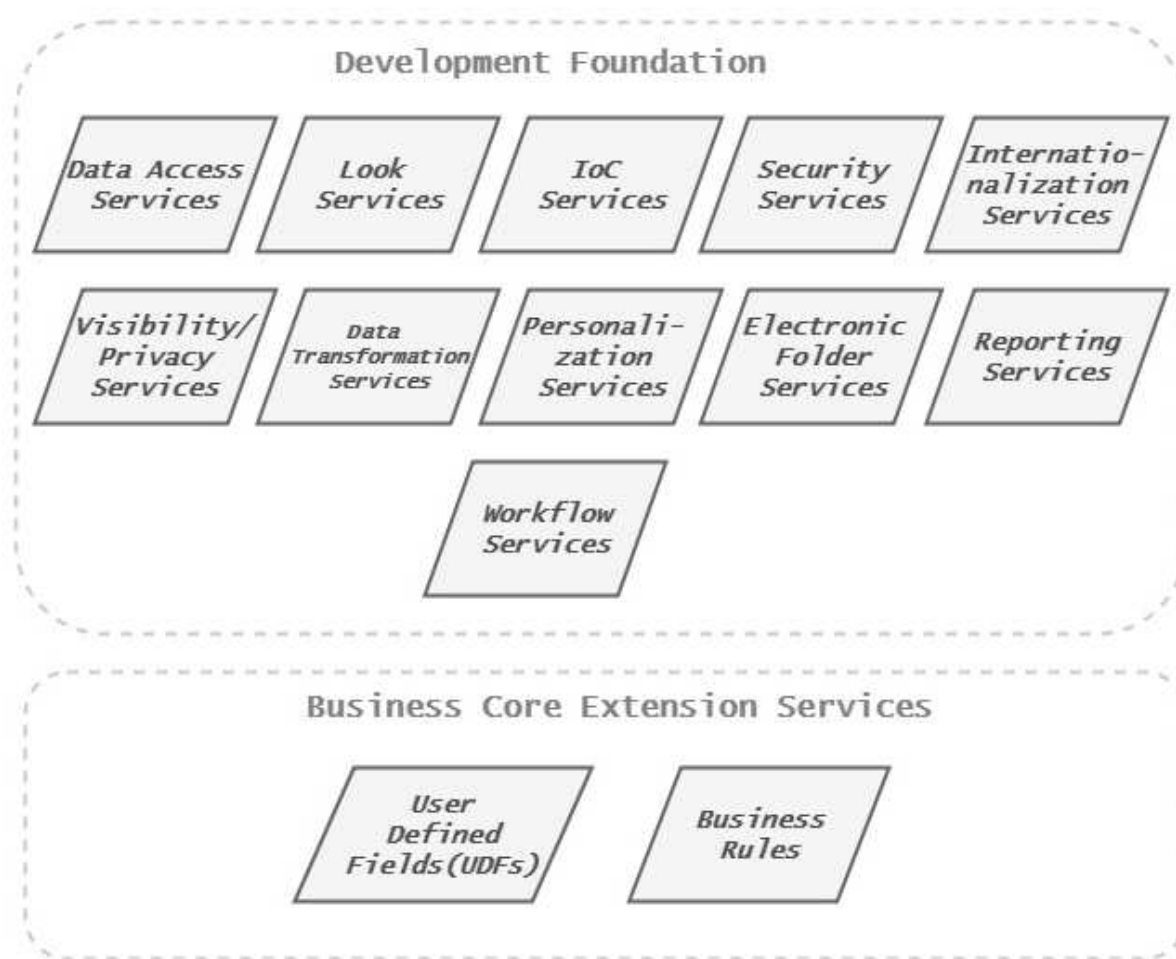 Development Foundation
Data Access
Services
Look
Services
IoC
Services
Security
Services
Internatio-
nalization
Services
Visibility/
Privacy
Services
Data
Transformation
Services
Personali-
zation
Services
Electronic
Folder
Services
Reporting
Services
Workflow
Services
Business Core Extension Services
User
Defined
Fields(UDFs)
Business
Rules